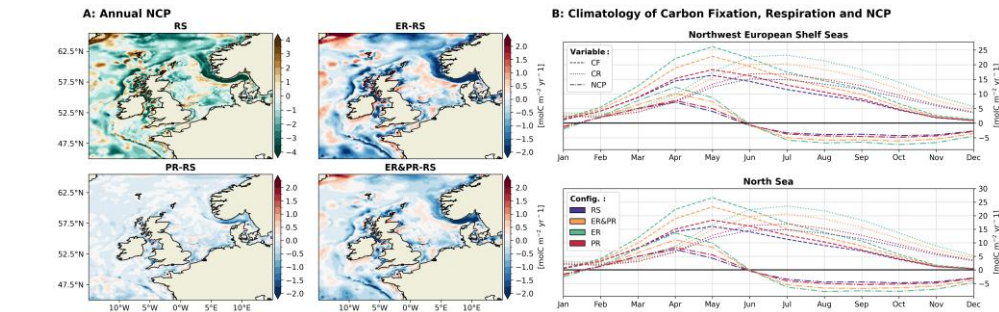 A: Annual NCP
RS
ER-RS
62.5°N
57.5°N
52.5°N
47.5°N
4
3
2
1
0
−1
−2
−3
−4
2.0
1.5
1.0
0.5
0.0
−0.5
−1.0
−1.5
−2.0
[molC m⁻² yr⁻¹]
PR-RS
ER&PR-RS
62.5°N
57.5°N
52.5°N
47.5°N
2.0
1.5
1.0
0.5
0.0
−0.5
−1.0
−1.5
−2.0
2.0
1.5
1.0
0.5
0.0
−0.5
−1.0
−1.5
−2.0
[molC m⁻² yr⁻¹]
10°W 5°W 0°E 5°E 10°E
10°W 5°W 0°E 5°E 10°E
B: Climatology of Carbon Fixation, Respiration and NCP
Northwest European Shelf Seas
Variable :
CF
CR
NCP
25
20
15
10
5
0
−5
[molC m⁻² yr⁻¹]
Jan Feb Mar Apr May Jun Jul Aug Sep Oct Nov Dec
North Sea
Config. :
RS
ER&PR
ER
PR
30
25
20
15
10
5
0
−5
[molC m⁻² yr⁻¹]
Jan Feb Mar Apr May Jun Jul Aug Sep Oct Nov Dec